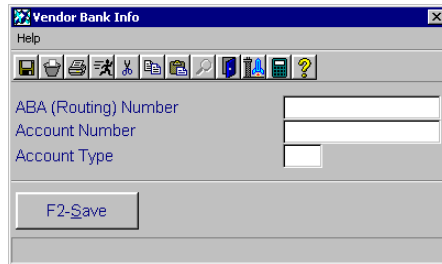 Vendor Bank Info
Help
ABA (Routing) Number
Account Number
Account Type
F2-Save